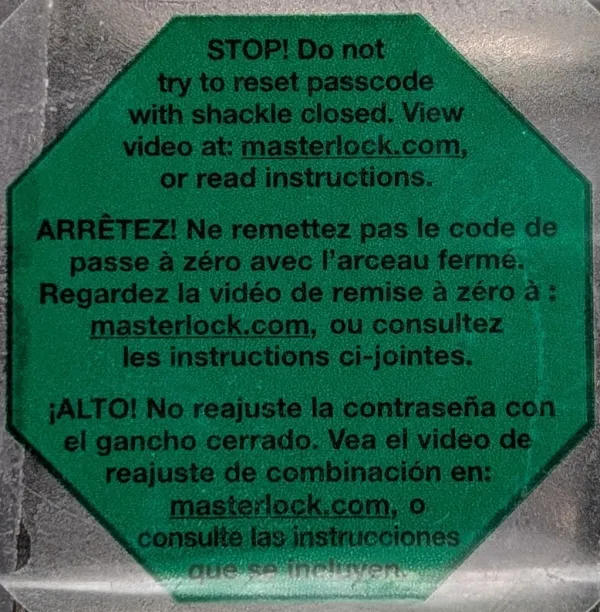 STOP! Do not
try to reset passcode
with shackle closed. View
video at: masterlock.com,
or read instructions.
ARRÊTEZ! Ne remettez pas le code de
passe à zéro avec l'arceau fermé.
Regardez la vidéo de remise à zéro à :
masterlock.com, ou consultez
les instructions ci-jointes.
¡ALTO! No reajuste la contraseña con
el gancho cerrado. Vea el video de
reajuste de combinación en:
masterlock.com, o
consulte las instrucciones
que se incluyen.